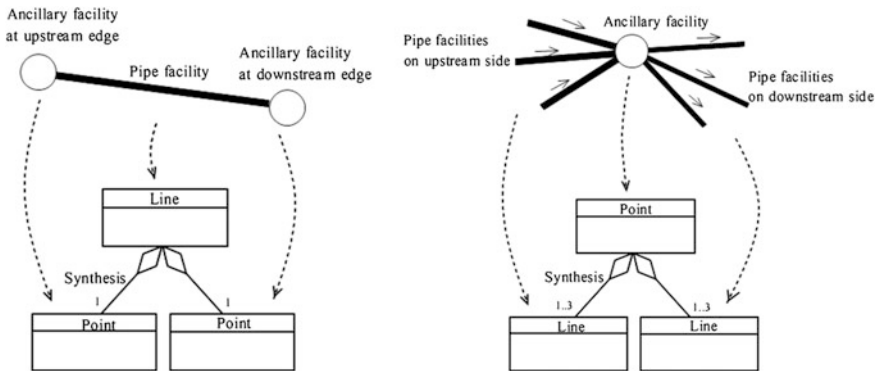 Ancillary facility
at upstream edge
Pipe facility
Ancillary facility
at downstream edge
Line
Synthesis
1
1
Point
Point
Ancillary facility
Pipe facilities
on upstream side
Pipe facilities
on downstream side
Point
Synthesis
1..3
1..3
Line
Line